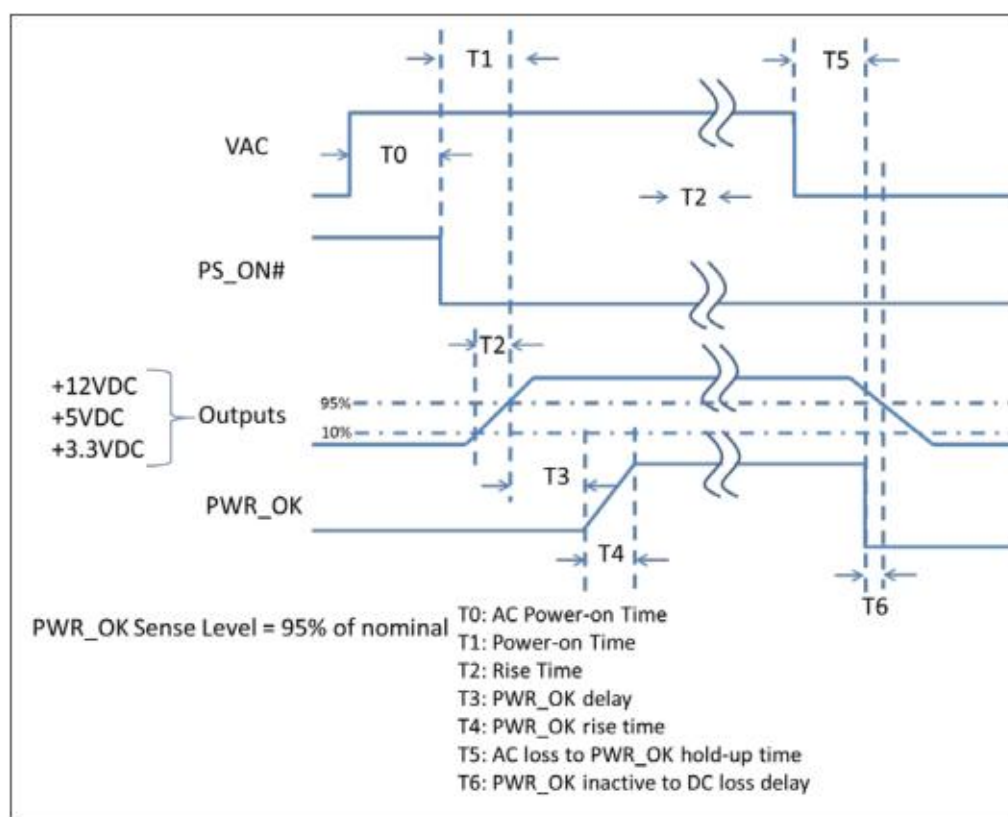 T1
T5
VAC
T0
T2
PS_ON#
T2
+12VDC
+5VDC
+3.3VDC
Outputs
95%
10%
T3
PWR_OK
T4
T6
PWR_OK Sense Level = 95% of nominal
T0: AC Power-on Time
T1: Power-on Time
T2: Rise Time
T3: PWR_OK delay
T4: PWR_OK rise time
T5: AC loss to PWR_OK hold-up time
T6: PWR_OK inactive to DC loss delay